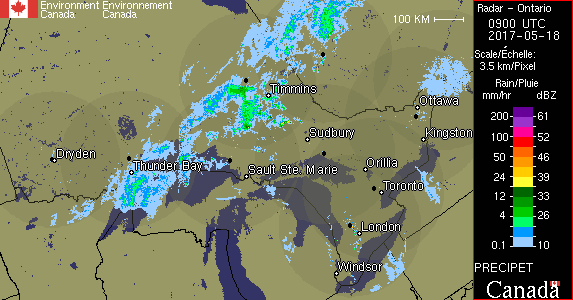 Environment Environnement
Canada Canada
100 KM
Radar - Ontario
0900 UTC
2017-05-18
Scale/Échelle:
3.5 km/Pixel
Rain/Pluie
mm/hr dBZ
200 61
100 52
50 46
24 39
12 33
4 26
0.1 10
PRECIPET
Canada
Timmins
Ottawa
Sudbury
Kingston
Dryden
Thunder Bay
Sault Ste. Marie
Orillia
Toronto
London
Windsor